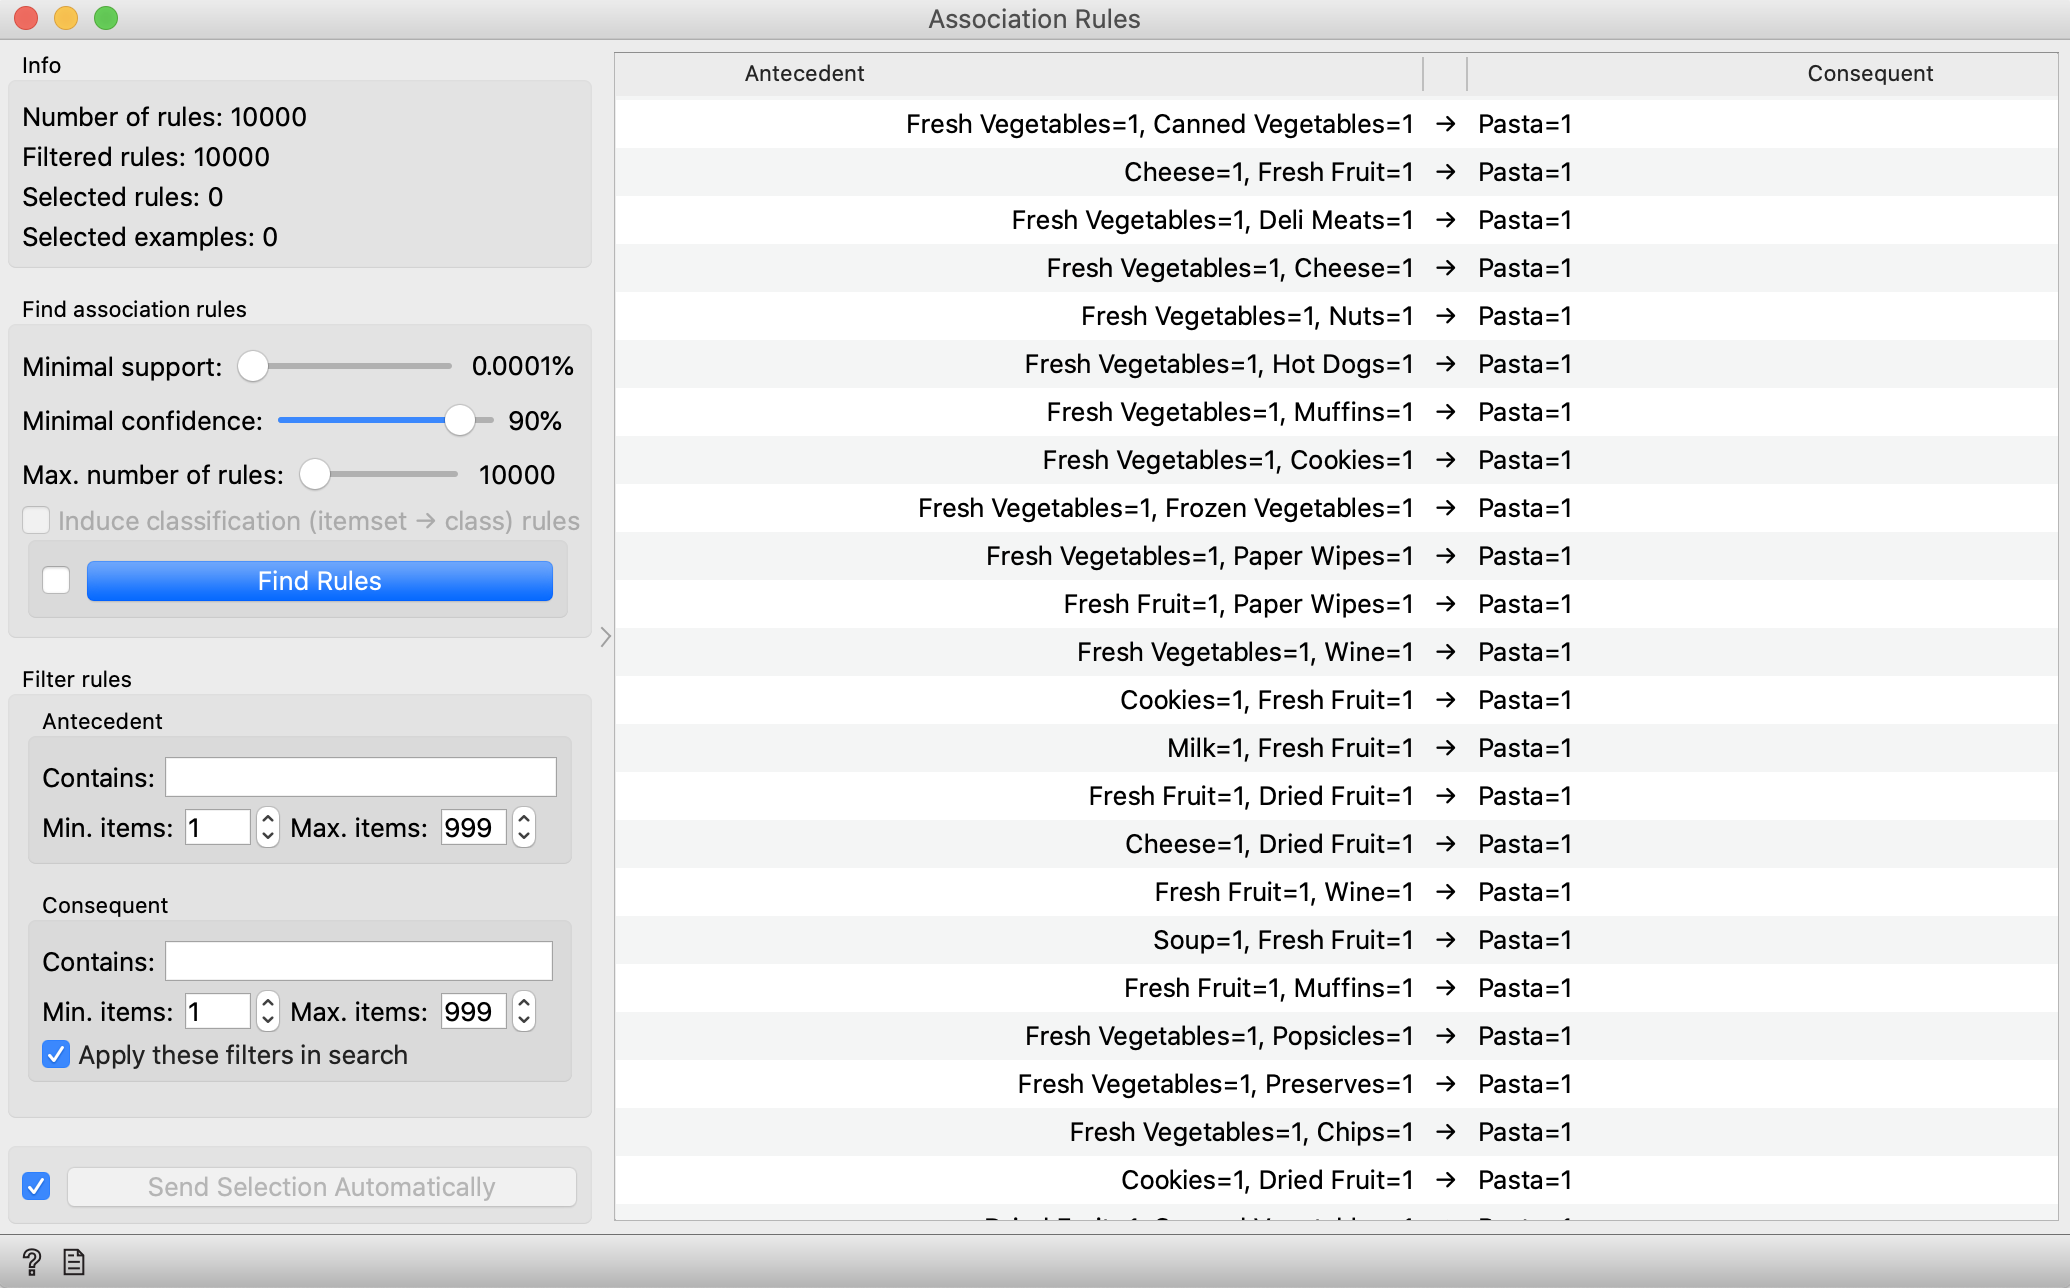 Association Rules
Info
Number of rules: 10000
Filtered rules: 10000
Selected rules: 0
Selected examples: 0
Find association rules
Minimal support: 0.0001%
Minimal confidence: 90%
Max. number of rules: 10000
Induce classification (itemset → class) rules
Find Rules
Filter rules
Antecedent
Contains:
Min. items: 1 Max. items: 999
Consequent
Contains:
Min. items: 1 Max. items: 999
Apply these filters in search
Send Selection Automatically
Antecedent Consequent
Fresh Vegetables=1, Canned Vegetables=1 → Pasta=1
Cheese=1, Fresh Fruit=1 → Pasta=1
Fresh Vegetables=1, Deli Meats=1 → Pasta=1
Fresh Vegetables=1, Cheese=1 → Pasta=1
Fresh Vegetables=1, Nuts=1 → Pasta=1
Fresh Vegetables=1, Hot Dogs=1 → Pasta=1
Fresh Vegetables=1, Muffins=1 → Pasta=1
Fresh Vegetables=1, Cookies=1 → Pasta=1
Fresh Vegetables=1, Frozen Vegetables=1 → Pasta=1
Fresh Vegetables=1, Paper Wipes=1 → Pasta=1
Fresh Fruit=1, Paper Wipes=1 → Pasta=1
Fresh Vegetables=1, Wine=1 → Pasta=1
Cookies=1, Fresh Fruit=1 → Pasta=1
Milk=1, Fresh Fruit=1 → Pasta=1
Fresh Fruit=1, Dried Fruit=1 → Pasta=1
Cheese=1, Dried Fruit=1 → Pasta=1
Fresh Fruit=1, Wine=1 → Pasta=1
Soup=1, Fresh Fruit=1 → Pasta=1
Fresh Fruit=1, Muffins=1 → Pasta=1
Fresh Vegetables=1, Popsicles=1 → Pasta=1
Fresh Vegetables=1, Preserves=1 → Pasta=1
Fresh Vegetables=1, Chips=1 → Pasta=1
Cookies=1, Dried Fruit=1 → Pasta=1